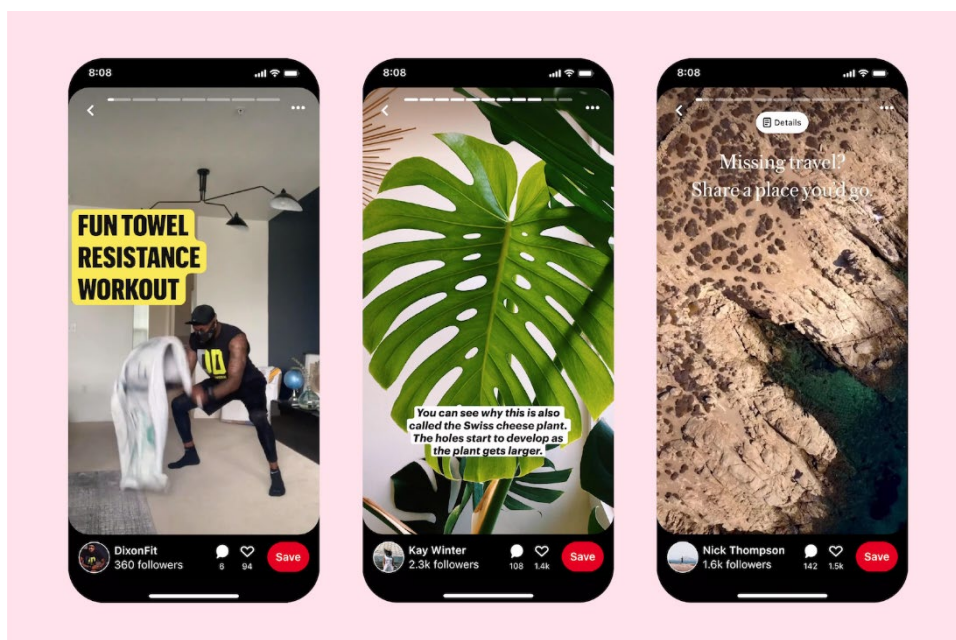 8:08
FUN TOWEL
RESISTANCE
WORKOUT
DixonFit
360 followers
6
94
Save
8:08
You can see why this is also
called the Swiss cheese plant.
The holes start to develop as
the plant gets larger.
Kay Winter
2.3k followers
108
1.4k
Save
8:08
Details
Missing travel?
Share a place you'd go.
Nick Thompson
1.6k followers
142
1.5k
Save